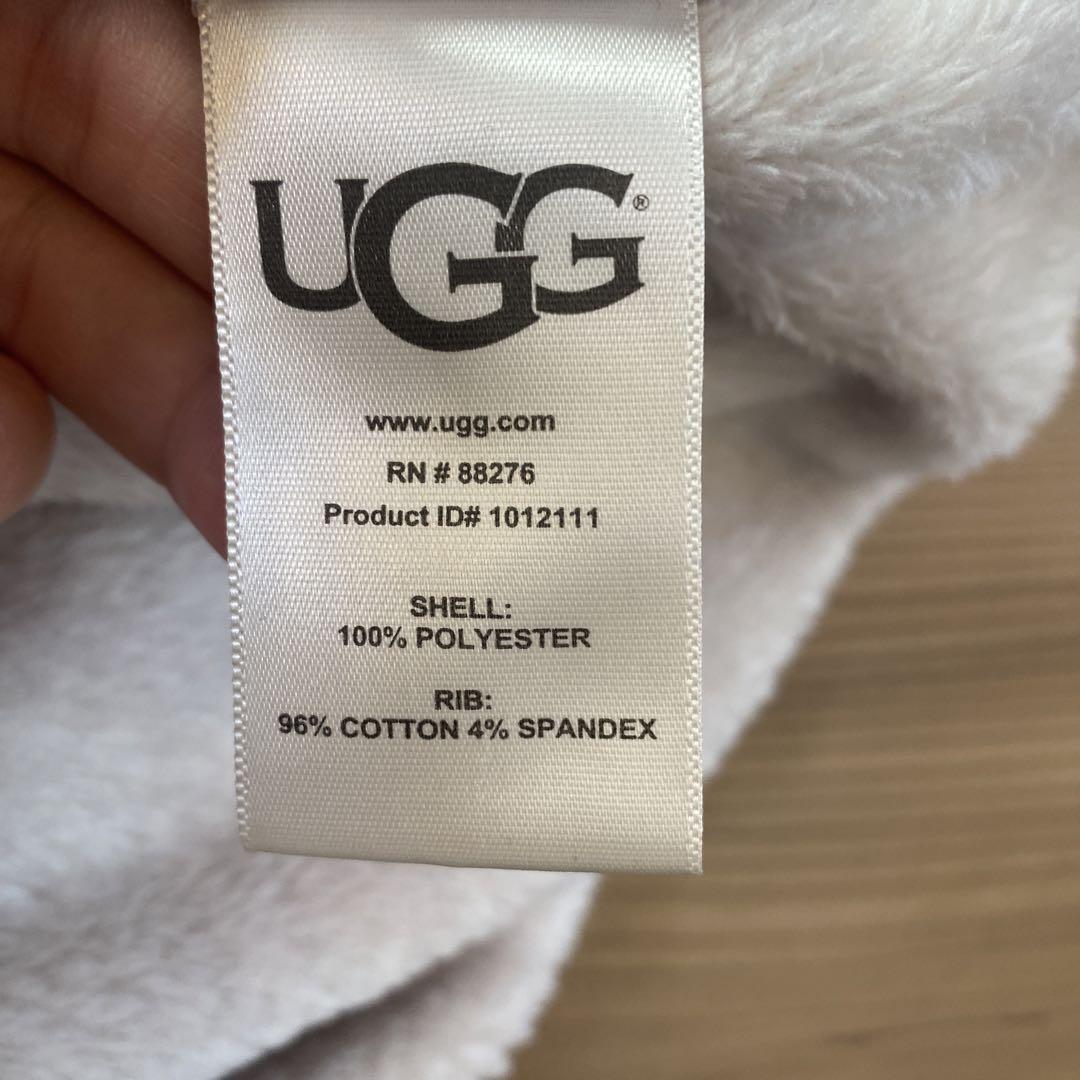 UGG®
www.ugg.com
RN # 88276
Product ID# 1012111
SHELL:
100% POLYESTER
RIB:
96% COTTON 4% SPANDEX